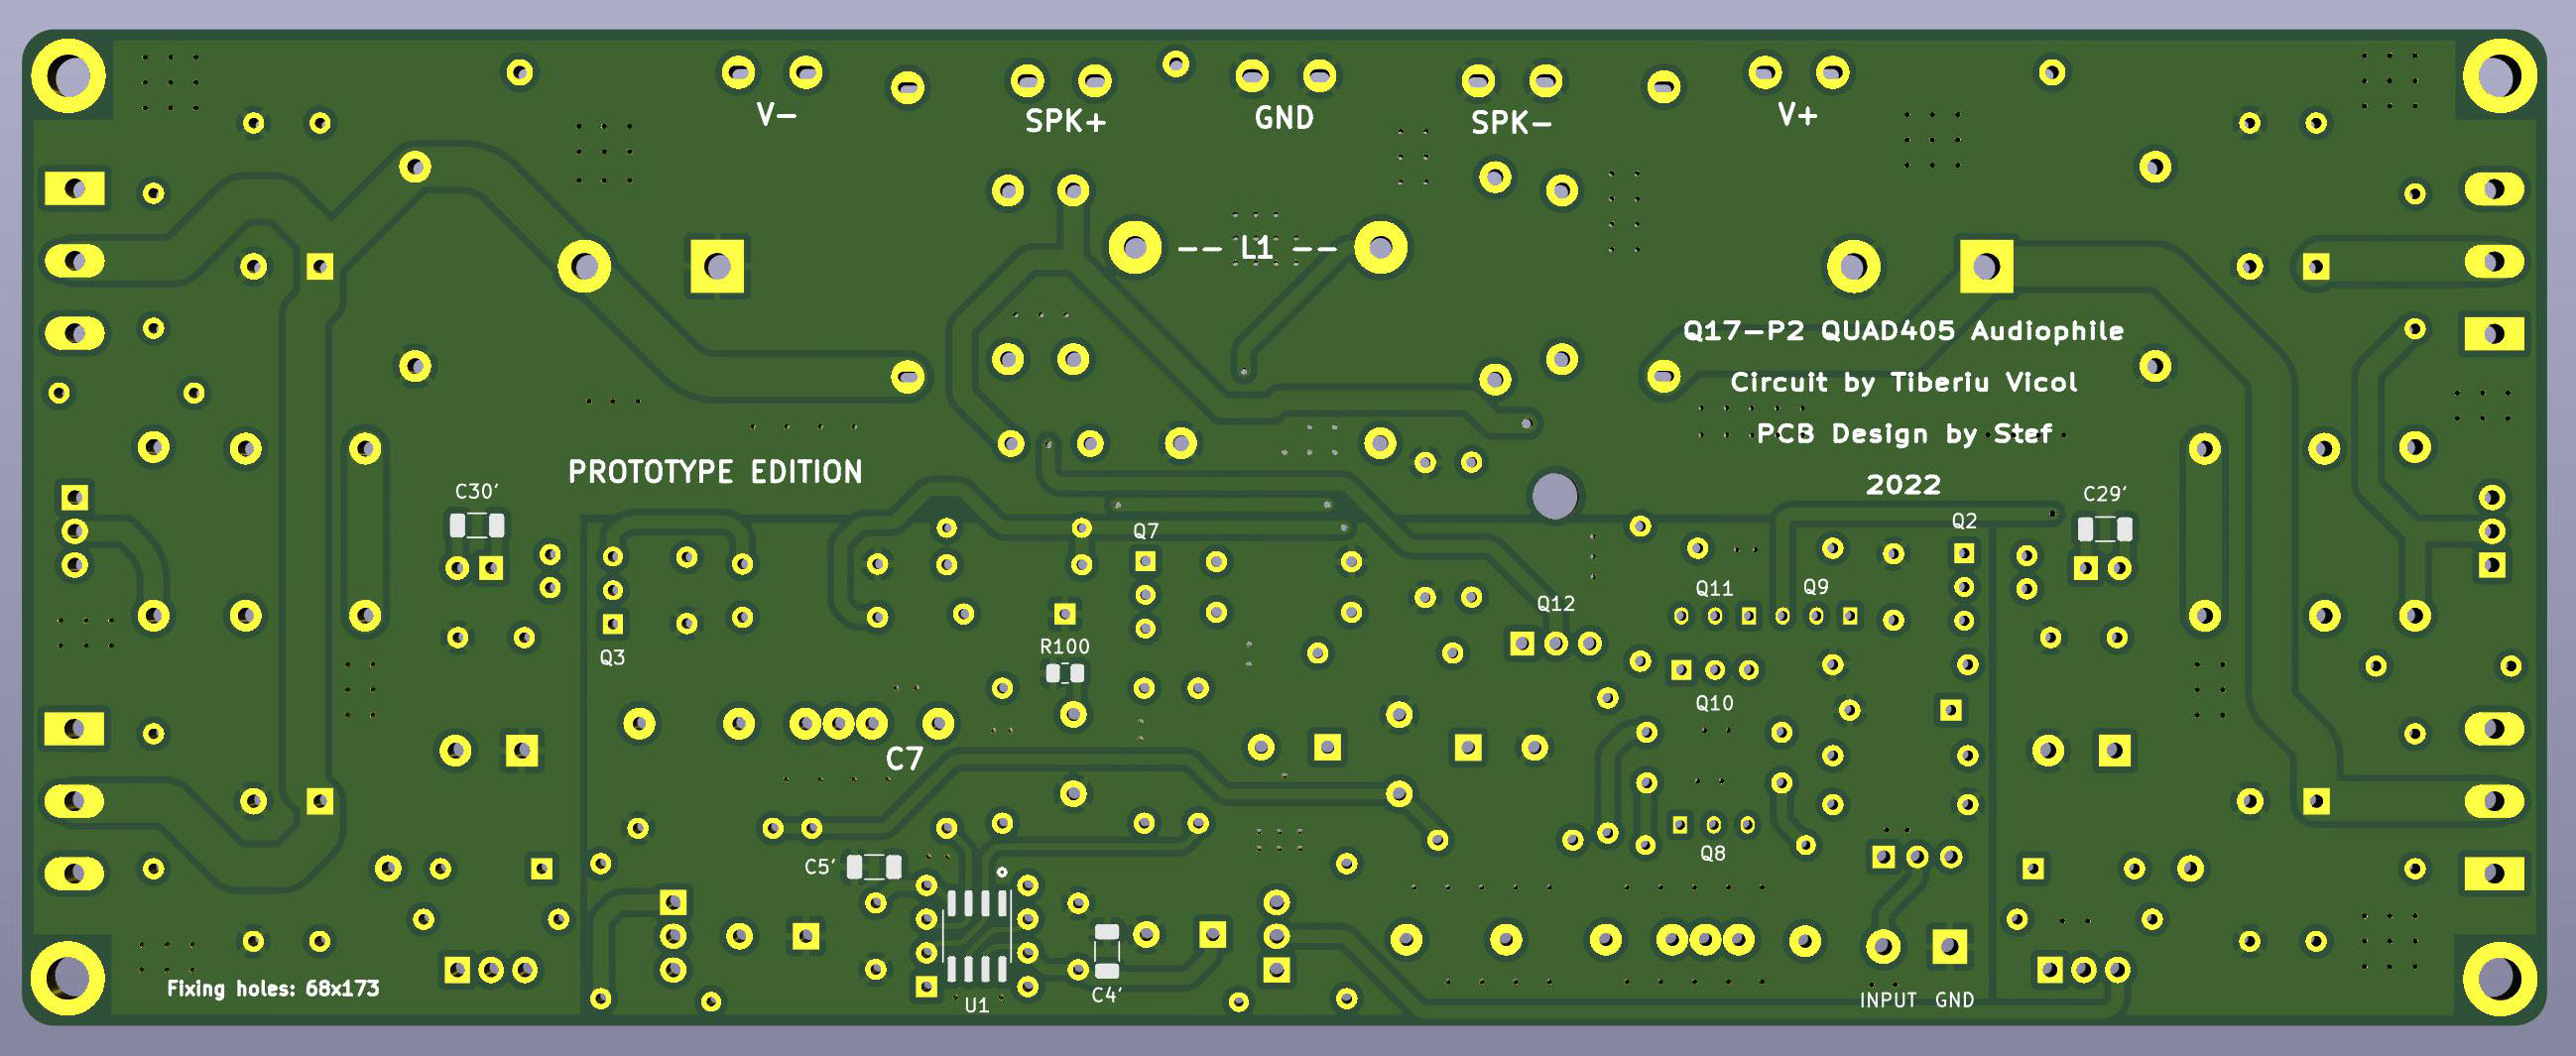 V-
SPK+
GND
SPK-
V+
-- L1 --
Q17-P2 QUAD405 Audiophile
Circuit by Tiberiu Vicol
PCB Design by Stef
2022
PROTOTYPE EDITION
C30'
C29'
Q7
Q2
Q11
Q9
Q12
Q3
R100
Q10
C7
Q8
C5'
Fixing holes: 68x173
U1
C4'
INPUT GND